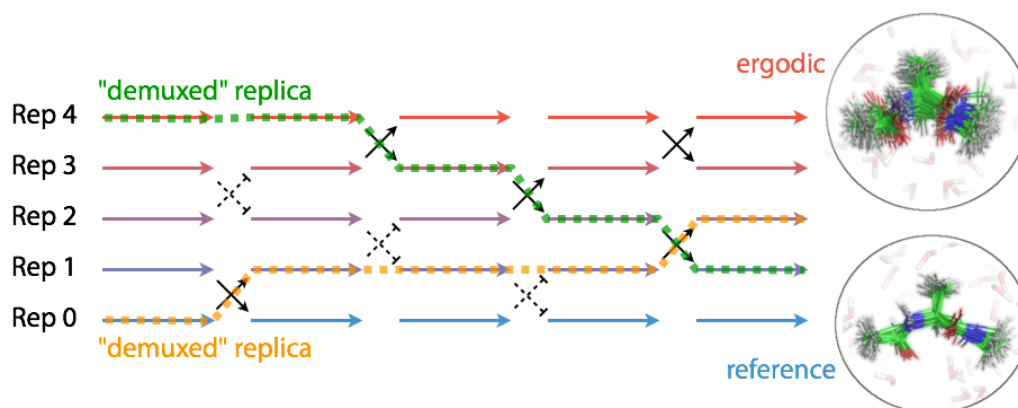 ergodic
"demuxed" replica
Rep 4
Rep 3
Rep 2
Rep 1
Rep 0
"demuxed" replica
reference